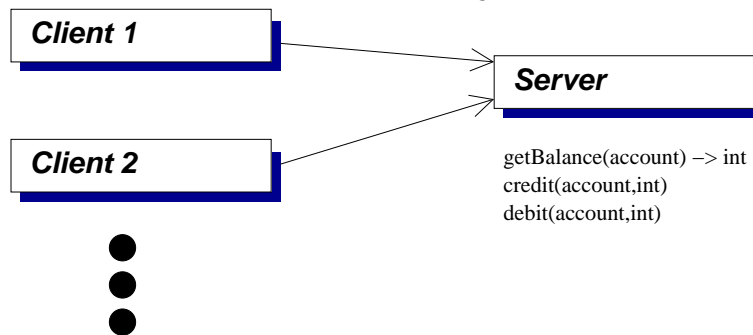 Client 1
Server
Client 2
getBalance(account) –> int
credit(account,int)
debit(account,int)